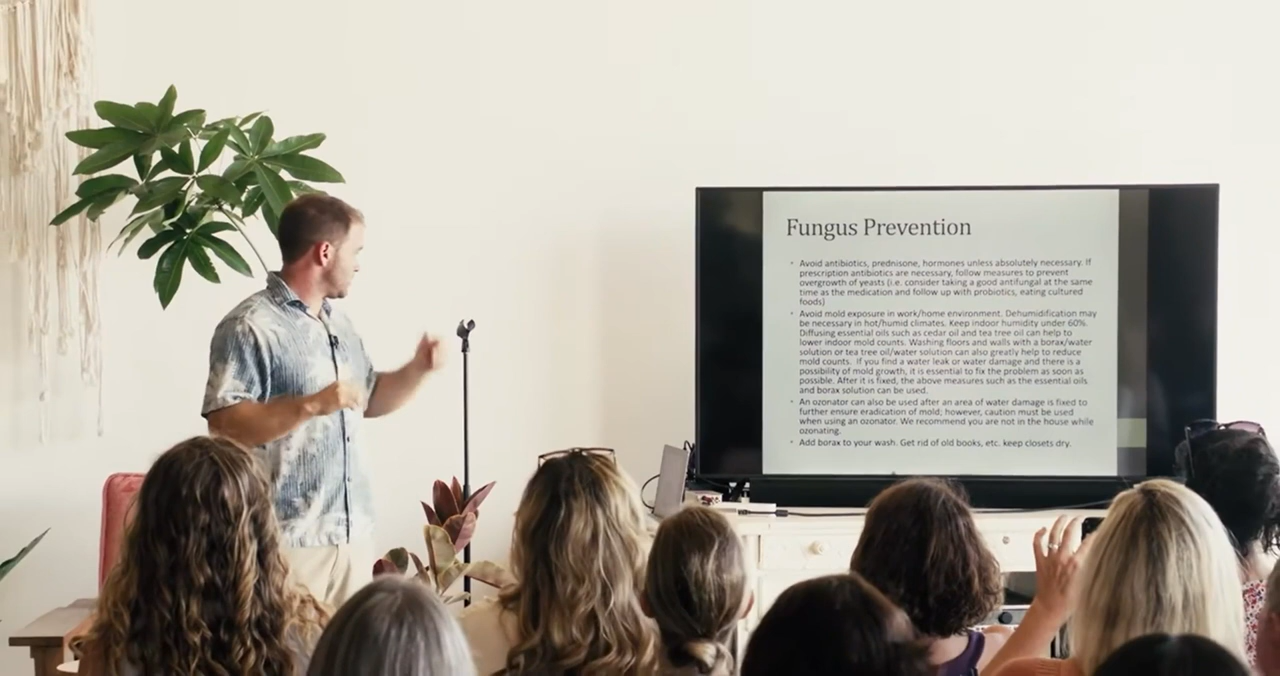 Fungus Prevention
• Avoid antibiotics, prednisone, hormones unless absolutely necessary. If
prescription antibiotics are necessary, follow measures to prevent
overgrowth of yeasts (i.e. consider taking a good antifungal at the same
time as the medication and follow up with probiotics, eating cultured
foods)
• Avoid mold exposure in work/home environment. Dehumidification may
be necessary in hot/humid climates. Keep indoor humidity under 60%.
Diffusing essential oils such as cedar oil and tea tree oil can help to
lower indoor mold counts. Washing floors and walls with a borax/water
solution or tea tree oil/water solution can also greatly help to reduce
mold counts. If you find a water leak or water damage and there is a
possibility of mold growth, it is essential to fix the problem as soon as
possible. After it is fixed, the above measures such as the essential oils
and borax solution can be used.
• An ozonator can also be used after an area of water damage is fixed to
further ensure eradication of mold; however, caution must be used
when using an ozonator. We recommend you are not in the house while
ozonating.
• Add borax to your wash. Get rid of old books, etc. keep closets dry.